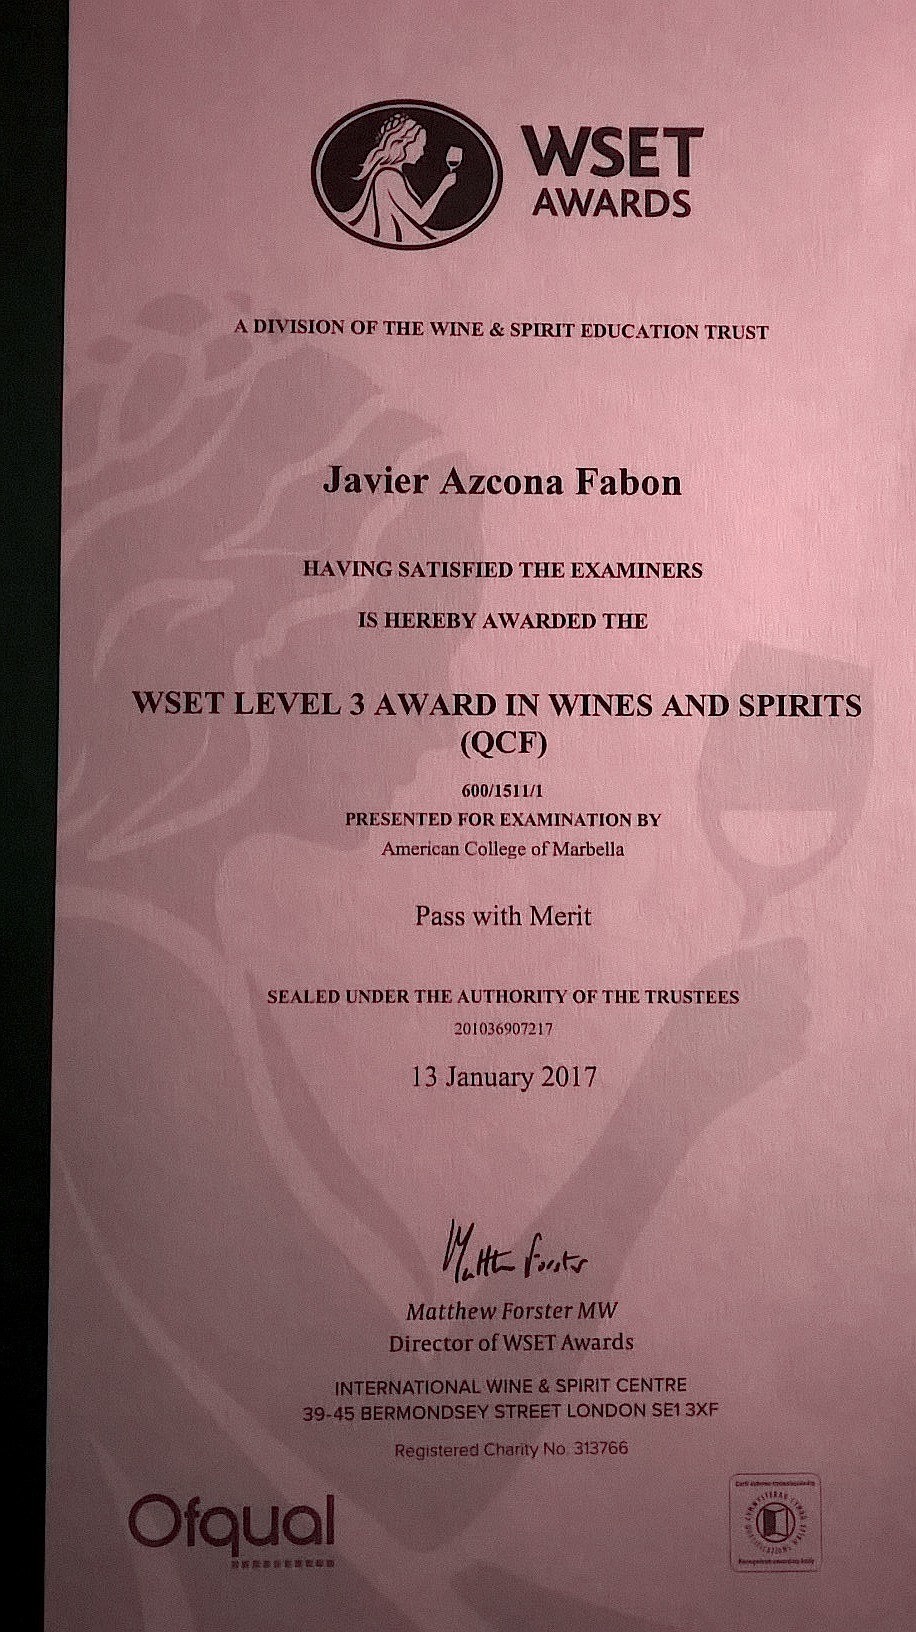 WSET
AWARDS
A DIVISION OF THE WINE & SPIRIT EDUCATION TRUST
Javier Azcona Fabon
HAVING SATISFIED THE EXAMINERS
IS HEREBY AWARDED THE
WSET LEVEL 3 AWARD IN WINES AND SPIRITS
(QCF)
600/1511/1
PRESENTED FOR EXAMINATION BY
American College of Marbella
Pass with Merit
SEALED UNDER THE AUTHORITY OF THE TRUSTEES
201036907217
13 January 2017
Matthew Forster
Matthew Forster MW
Director of WSET Awards
INTERNATIONAL WINE & SPIRIT CENTRE
39-45 BERMONDSEY STREET LONDON SE1 3XF
Registered Charity No. 313766
Ofqual